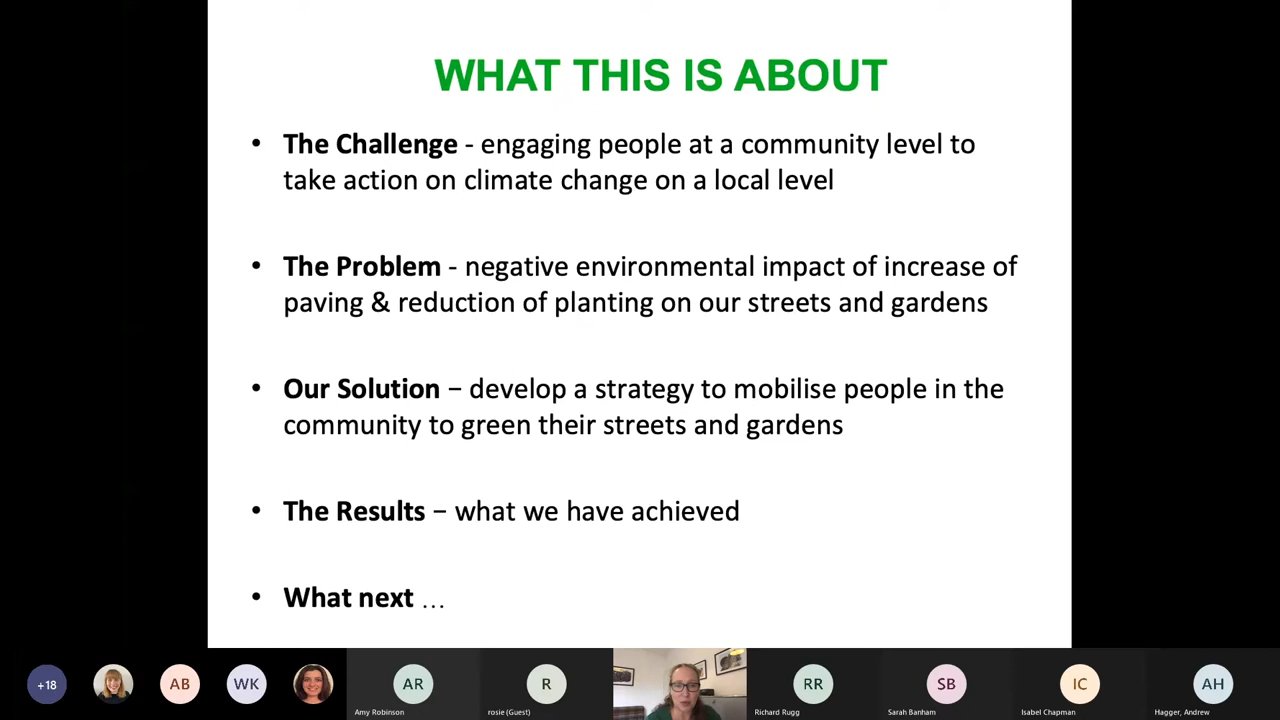 WHAT THIS IS ABOUT
• The Challenge - engaging people at a community level to
take action on climate change on a local level
• The Problem - negative environmental impact of increase of
paving & reduction of planting on our streets and gardens
• Our Solution – develop a strategy to mobilise people in the
community to green their streets and gardens
• The Results – what we have achieved
• What next …
+18
AB
WK
AR
R
RR
SB
IC
AH
Amy Robinson
rosie (Guest)
Richard Rugg
Sarah Banham
Isabel Chapman
Hagger, Andrew